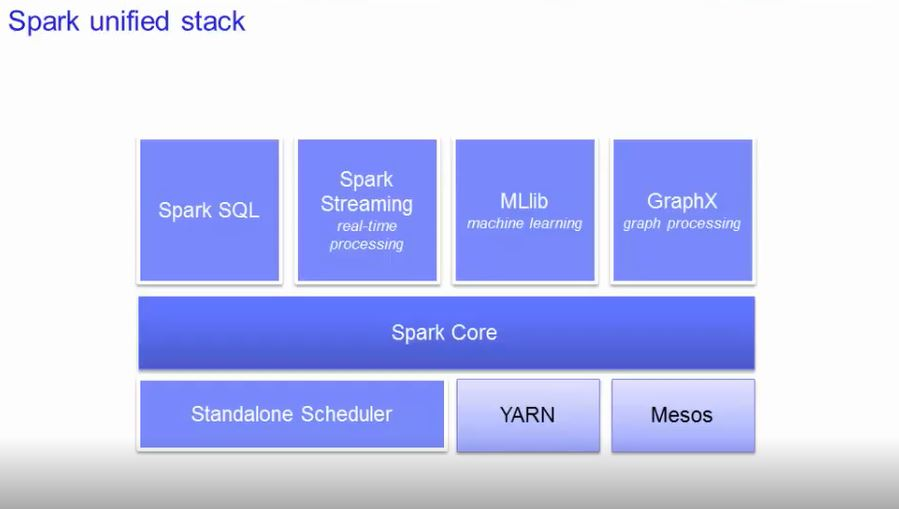 Spark unified stack
Spark SQL
Spark
Streaming
real-time
processing
MLlib
machine learning
GraphX
graph processing
Spark Core
Standalone Scheduler
YARN
Mesos